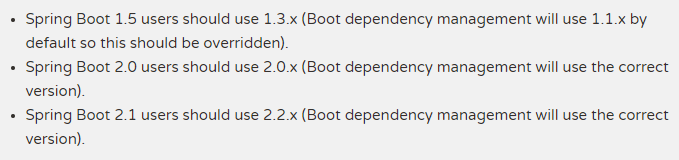 • Spring Boot 1.5 users should use 1.3.x (Boot dependency management will use 1.1.x by
default so this should be overridden).
• Spring Boot 2.0 users should use 2.0.x (Boot dependency management will use the correct
version).
• Spring Boot 2.1 users should use 2.2.x (Boot dependency management will use the correct
version).